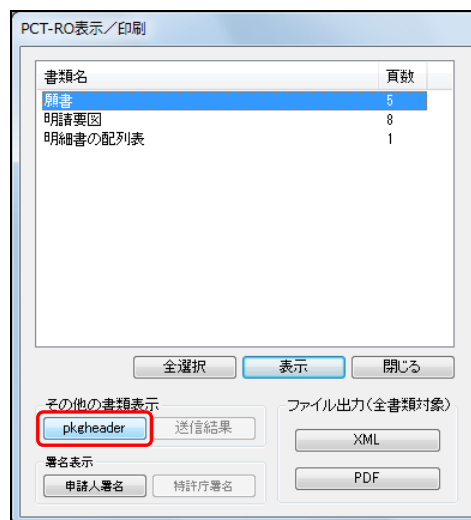 PCT-RO表示／印刷
書類名 頁数
願書 5
明請要図 8
明細書の配列表 1
全選択 表示 閉じる
その他の書類表示
pkgheader 送信結果
署名表示
申請人署名 特許庁署名
ファイル出力(全書類対象)
XML
PDF